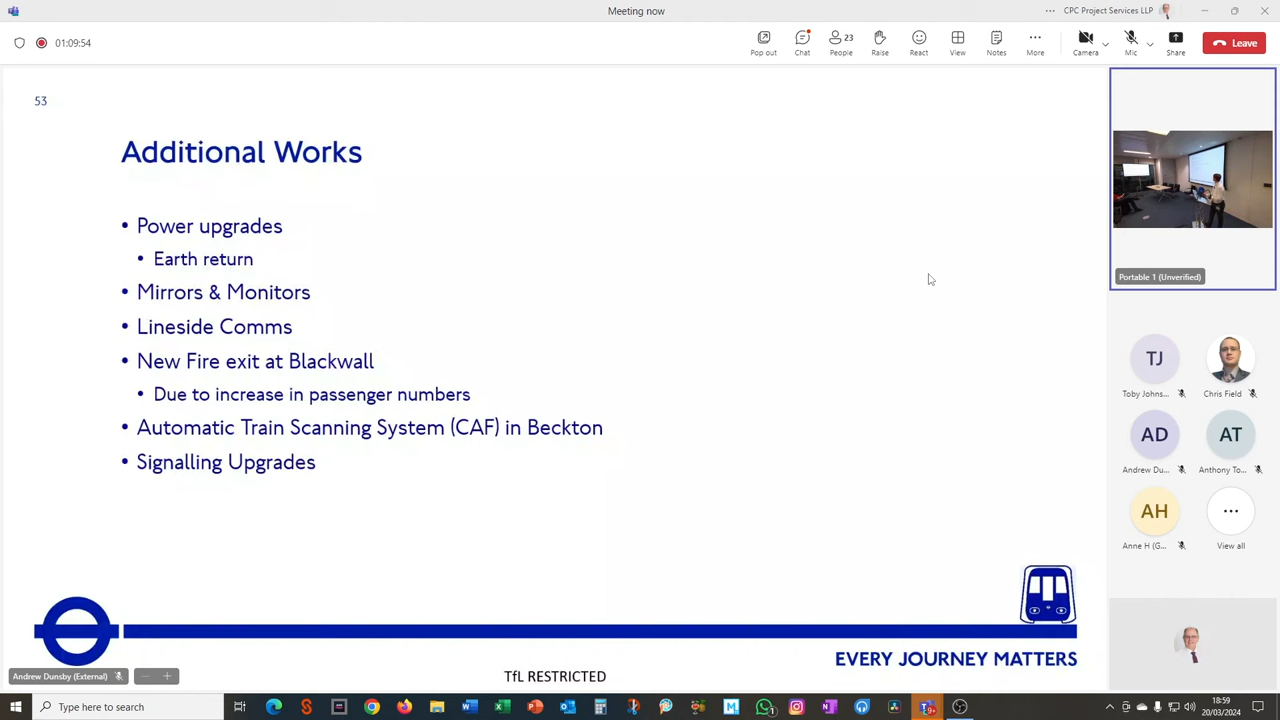 Meeting now
CPC Project Services LLP
01:09:54
Pop out
Chat
23
People
Raise
React
View
Notes
More
Camera
Mic
Share
Leave
53
Additional Works
• Power upgrades
• Earth return
• Mirrors & Monitors
• Lineside Comms
• New Fire exit at Blackwall
• Due to increase in passenger numbers
• Automatic Train Scanning System (CAF) in Beckton
• Signalling Upgrades
EVERY JOURNEY MATTERS
TfL RESTRICTED
Andrew Dunsby (External)
Portable 1 (Unverified)
TJ
Toby Johns...
Chris Field
AD
Andrew Du...
AT
Anthony To...
AH
Anne H (G...
View all
Type here to search
18:59
20/03/2024